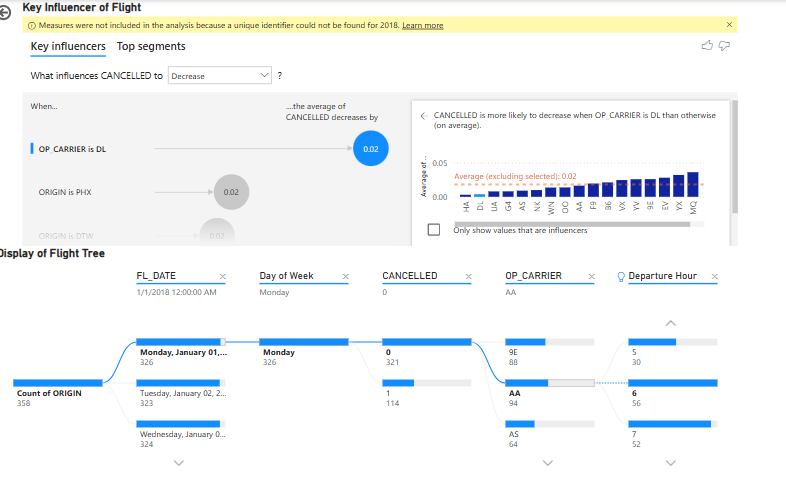 Key Influencer of Flight
Measures were not included in the analysis because a unique identifier could not be found for 2018. Learn more
Key influencers Top segments
What influences CANCELLED to Decrease ?
When...
...the average of
CANCELLED decreases by
OP_CARRIER is DL 0.02
ORIGIN is PHX 0.02
ORIGIN is DTW 0.02
CANCELLED is more likely to decrease when OP_CARRIER is DL than otherwise
(on average).
Average of ...
0.05
Average (excluding selected): 0.02
0.00
HA DL UA G4 AS NK WN OO AA F9 B6 VX YV 9E EV YX MQ
Only show values that are influencers
Display of Flight Tree
FL_DATE Day of Week CANCELLED OP_CARRIER Departure Hour
1/1/2018 12:00:00 AM Monday 0 AA
Monday, January 01,... Monday 0 9E 5
326 326 321 88 30
Count of ORIGIN Tuesday, January 02, 2... 1 AA 6
358 323 114 94 56
Wednesday, January 0... AS 7
324 64 52